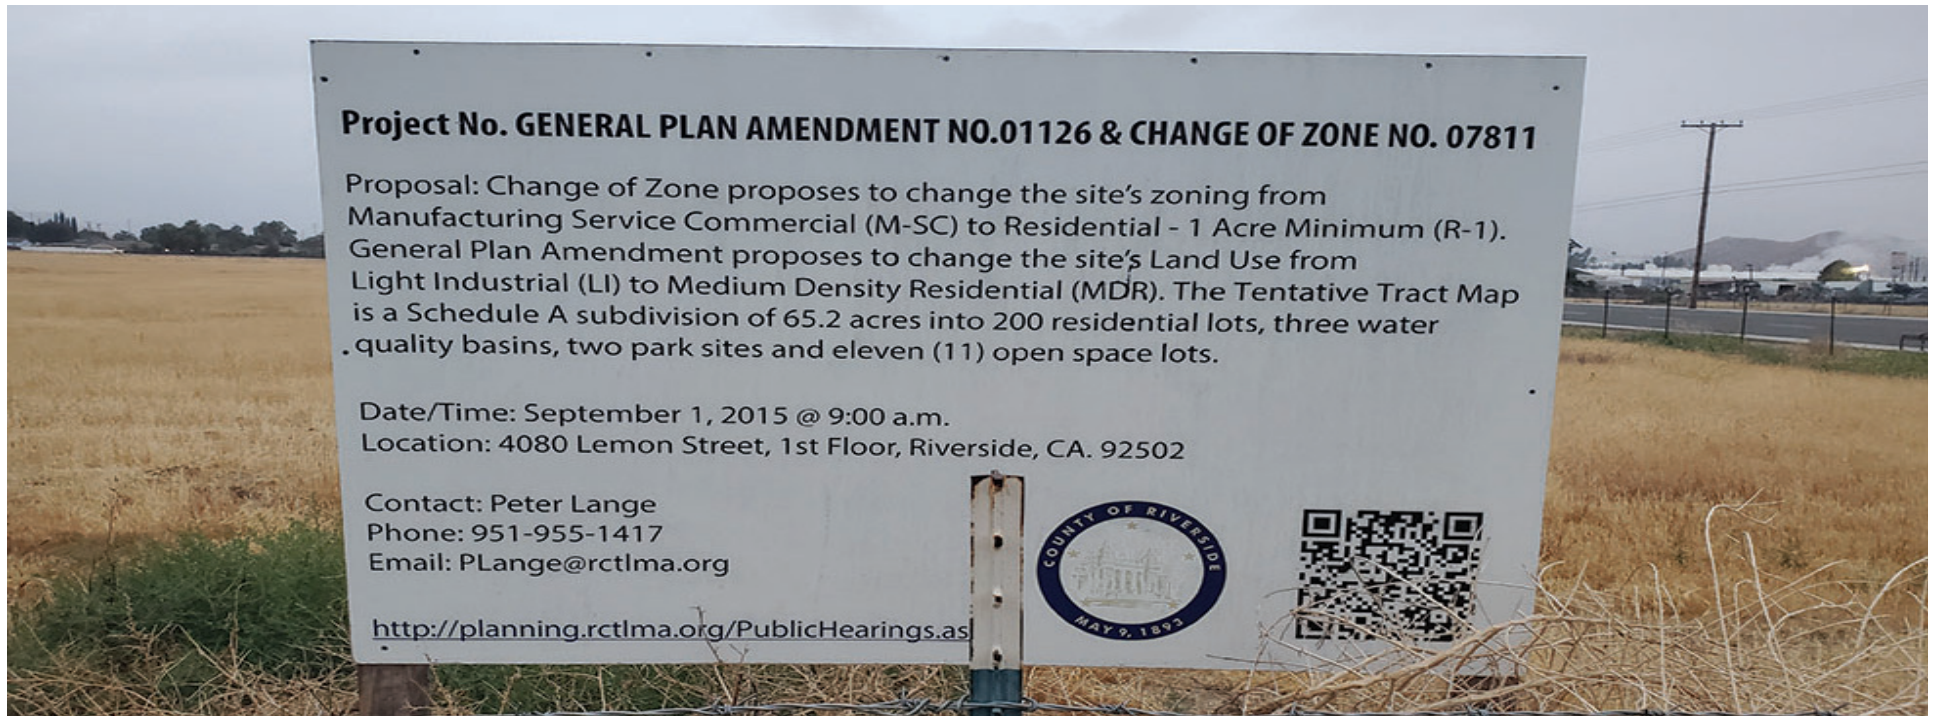 Project No. GENERAL PLAN AMENDMENT NO.01126 & CHANGE OF ZONE NO. 07811
Proposal: Change of Zone proposes to change the site's zoning from
Manufacturing Service Commercial (M-SC) to Residential - 1 Acre Minimum (R-1).
General Plan Amendment proposes to change the site's Land Use from
Light Industrial (LI) to Medium Density Residential (MDR). The Tentative Tract Map
is a Schedule A subdivision of 65.2 acres into 200 residential lots, three water
quality basins, two park sites and eleven (11) open space lots.
Date/Time: September 1, 2015 @ 9:00 a.m.
Location: 4080 Lemon Street, 1st Floor, Riverside, CA. 92502
Contact: Peter Lange
Phone: 951-955-1417
Email: PLange@rctlma.org
http://planning.rctlma.org/PublicHearings.as
COUNTY OF RIVERSIDE
MAY 9, 1893